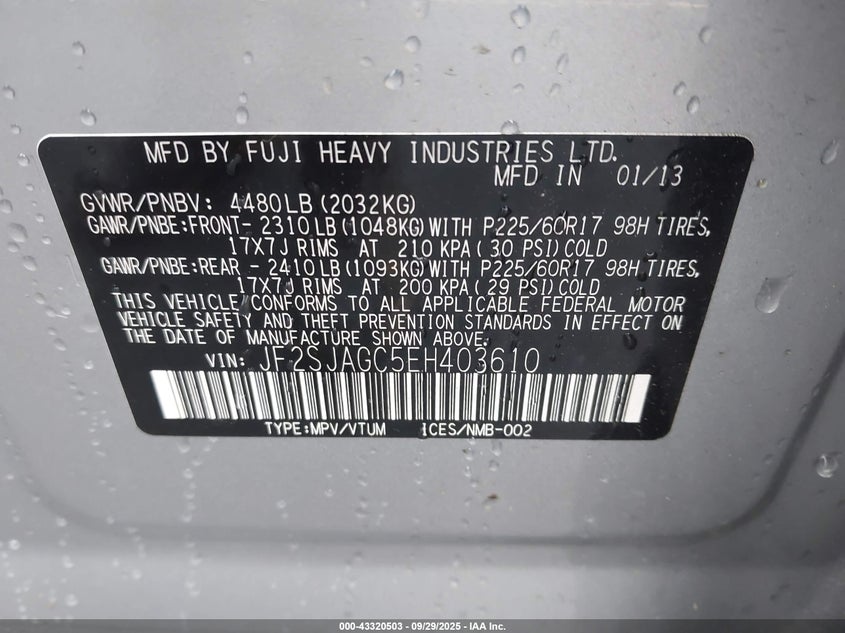 MFD BY FUJI HEAVY INDUSTRIES LTD.
MFD IN 01/13
GVWR/PNBV: 4480LB(2032KG)
GAWR/PNBE:FRONT- 2310LB(1048KG)WITH P225/60R17 98H TIRES,
17X7J RIMS AT 210 KPA( 30 PSI)COLD
GAWR/PNBE:REAR - 2410LB(1093KG)WITH P225/60R17 98H TIRES,
17X7J RIMS AT 200 KPA( 29 PSI)COLD
THIS VEHICLE CONFORMS TO ALL APPLICABLE FEDERAL MOTOR
VEHICLE SAFETY AND THEFT PREVENTION STANDARDS IN EFFECT ON
THE DATE OF MANUFACTURE SHOWN ABOVE.
VIN: JF2SJAGC5EH403610
TYPE:MPV/VTUM ICES/NMB-002
000-43320503 - 09/29/2025 - IAA Inc.